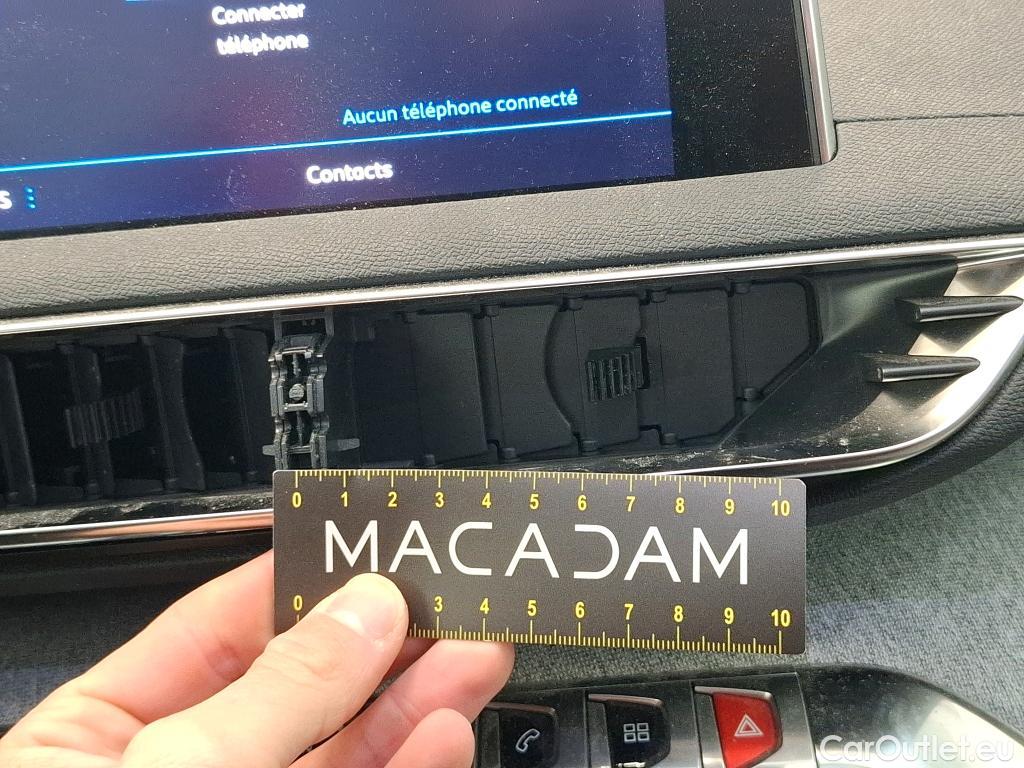 Connecter
téléphone
Aucun téléphone connecté
S
Contacts
0 1 2 3 4 5 6 7 8 9 10
MACADAM
0 3 4 5 6 7 8 9 10
CarOutlet.eu